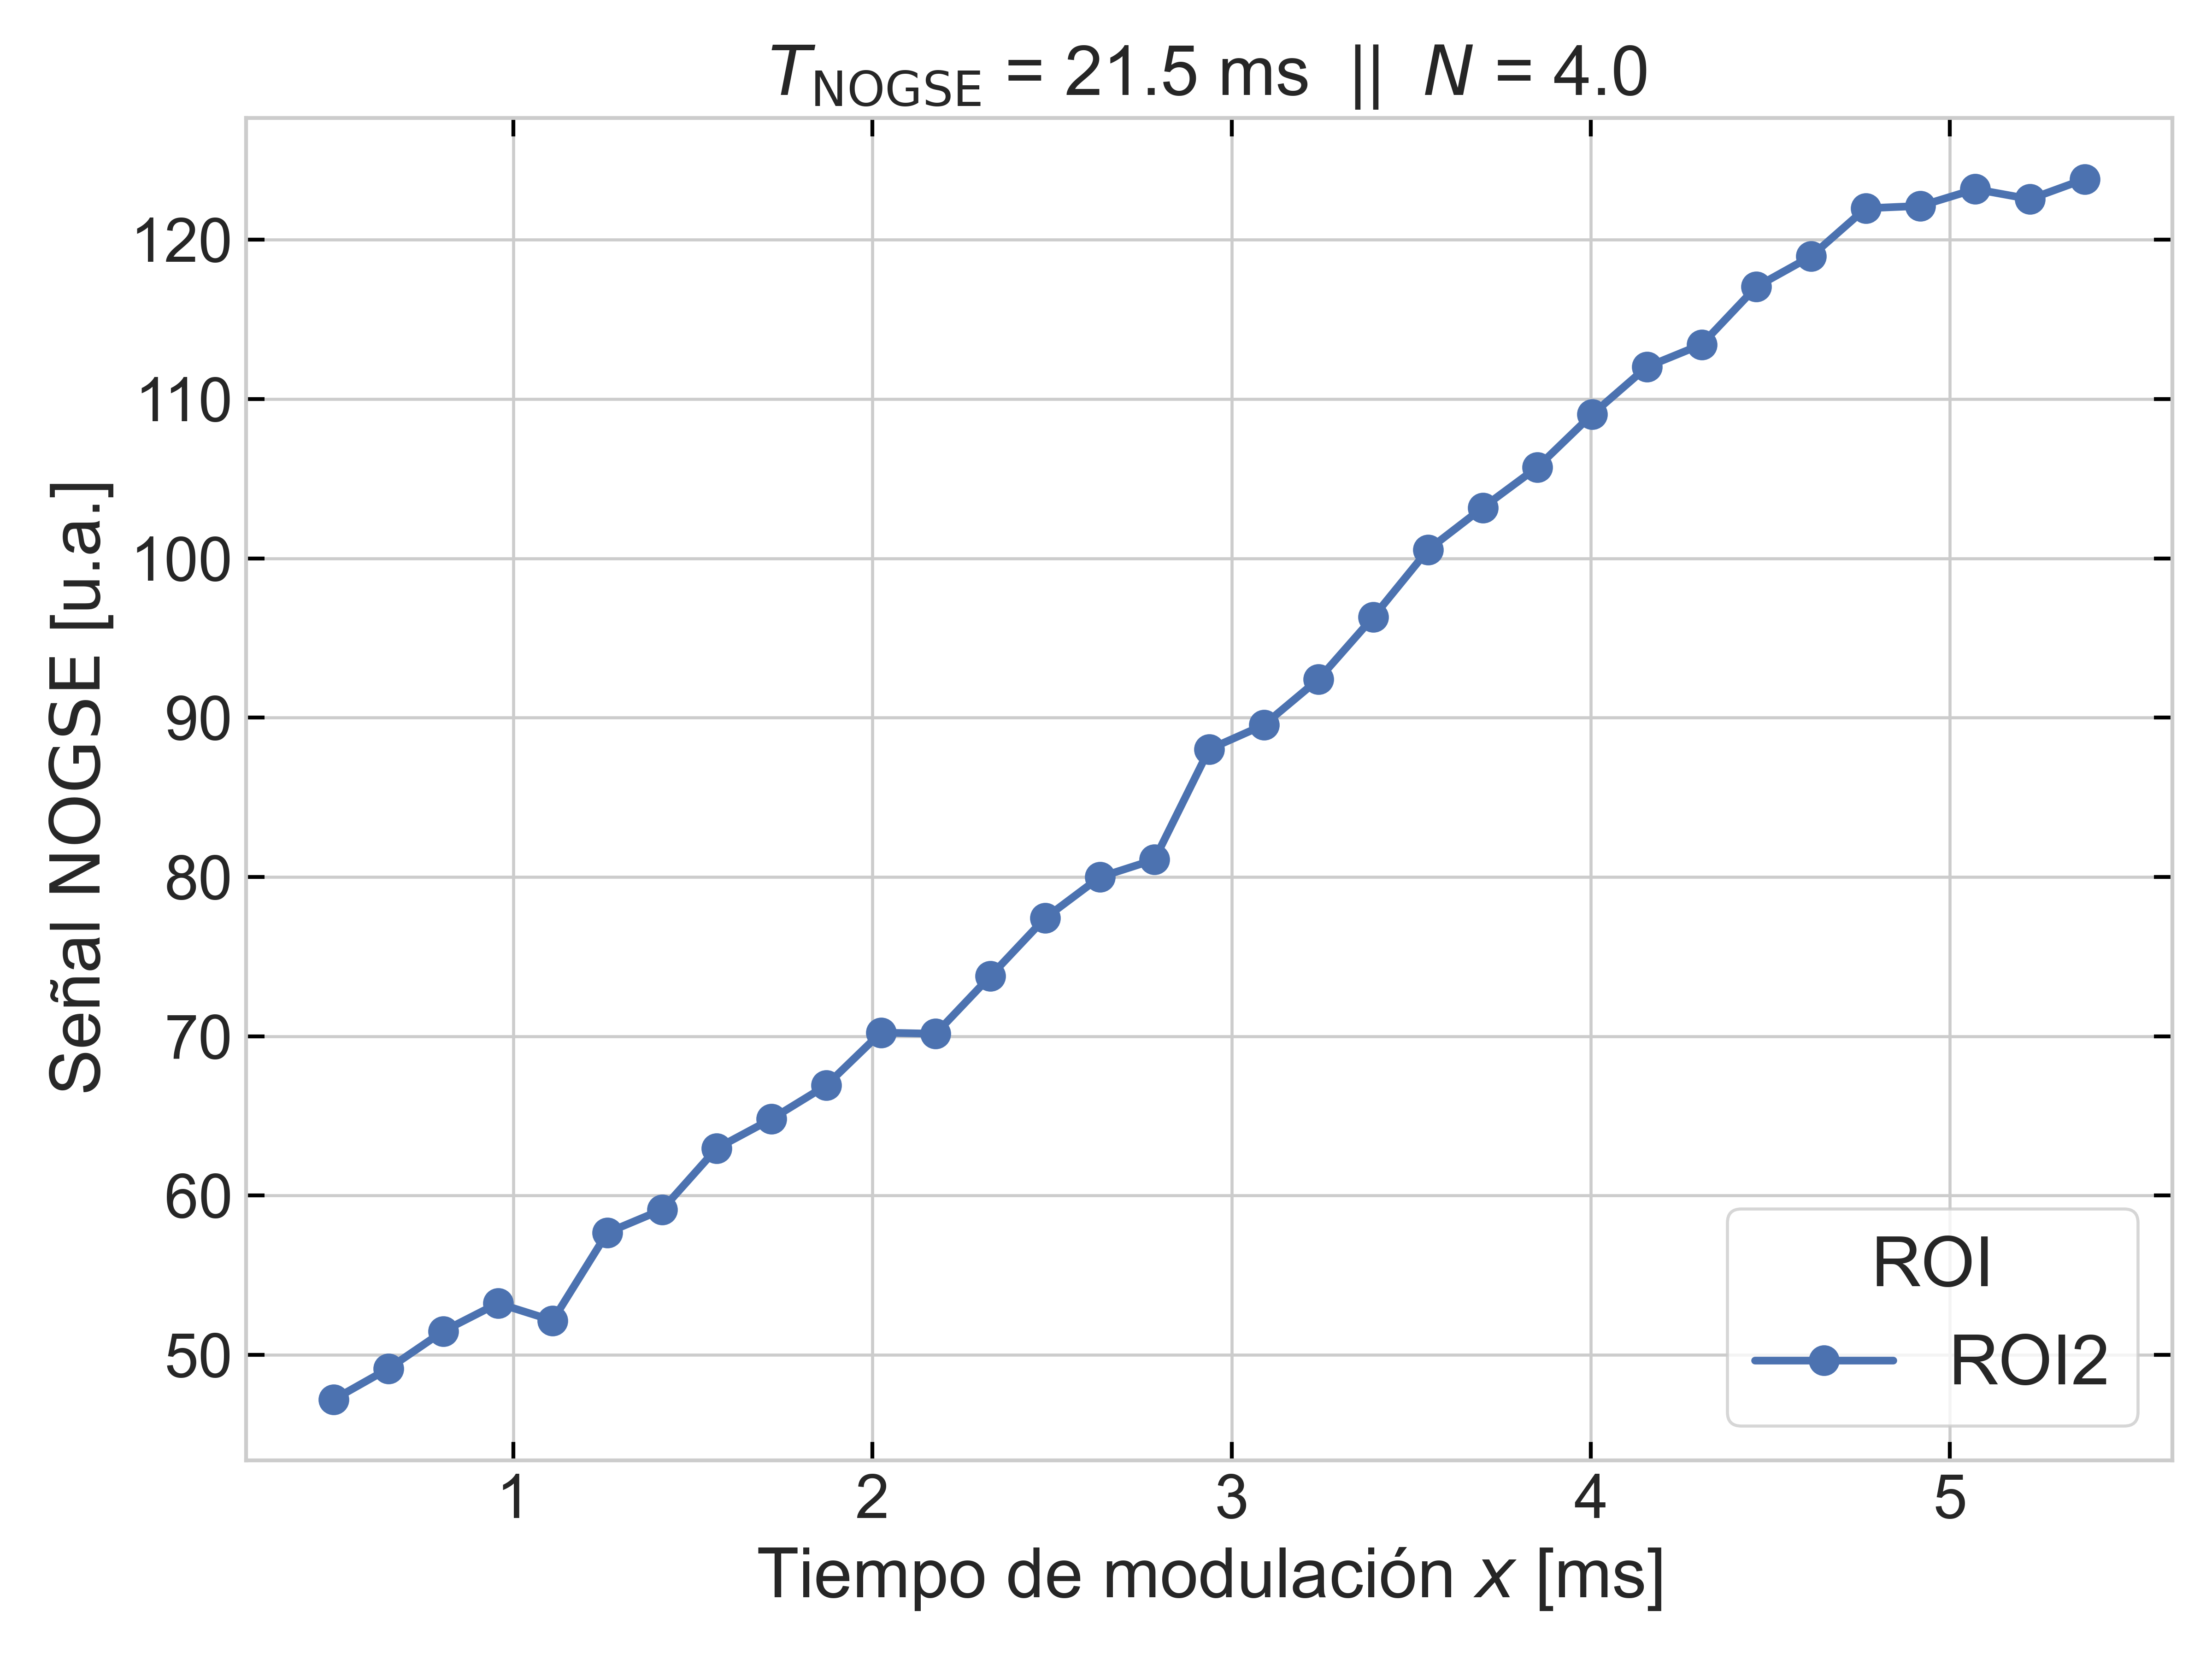 T_NOGSE = 21.5 ms || N = 4.0
Señal NOGSE [u.a.]
120
110
100
90
80
70
60
50
ROI
ROI2
1 2 3 4 5
Tiempo de modulación x [ms]